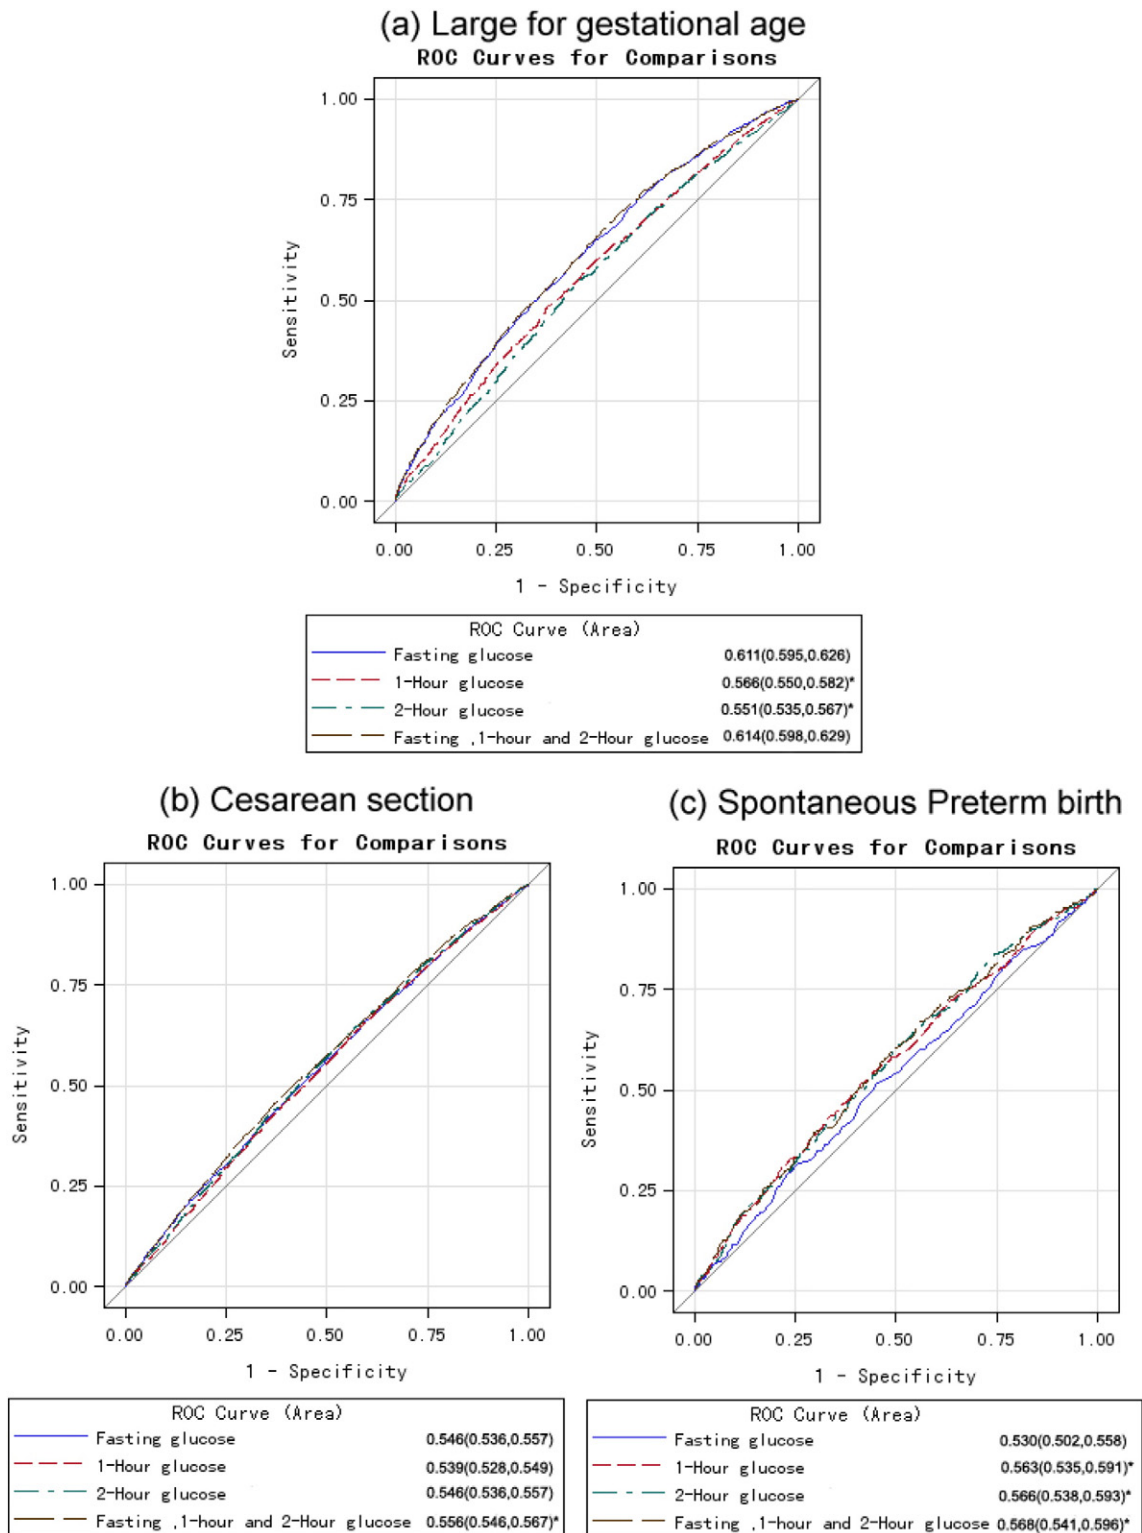 (a) Large for gestational age
ROC Curves for Comparisons
1.00
0.75
0.50
0.25
0.00
Sensitivity
0.00 0.25 0.50 0.75 1.00
1 - Specificity
ROC Curve (Area)
Fasting glucose 0.611(0.595,0.626)
1-Hour glucose 0.566(0.550,0.582)*
2-Hour glucose 0.551(0.535,0.567)*
Fasting ,1-hour and 2-Hour glucose 0.614(0.598,0.629)
(b) Cesarean section
ROC Curves for Comparisons
1.00
0.75
0.50
0.25
0.00
Sensitivity
0.00 0.25 0.50 0.75 1.00
1 - Specificity
ROC Curve (Area)
Fasting glucose 0.546(0.536,0.557)
1-Hour glucose 0.539(0.528,0.549)
2-Hour glucose 0.546(0.536,0.557)
Fasting ,1-hour and 2-Hour glucose 0.556(0.546,0.567)*
(c) Spontaneous Preterm birth
ROC Curves for Comparisons
1.00
0.75
0.50
0.25
0.00
Sensitivity
0.00 0.25 0.50 0.75 1.00
1 - Specificity
ROC Curve (Area)
Fasting glucose 0.530(0.502,0.558)
1-Hour glucose 0.563(0.535,0.591)*
2-Hour glucose 0.566(0.538,0.593)*
Fasting ,1-hour and 2-Hour glucose 0.568(0.541,0.596)*